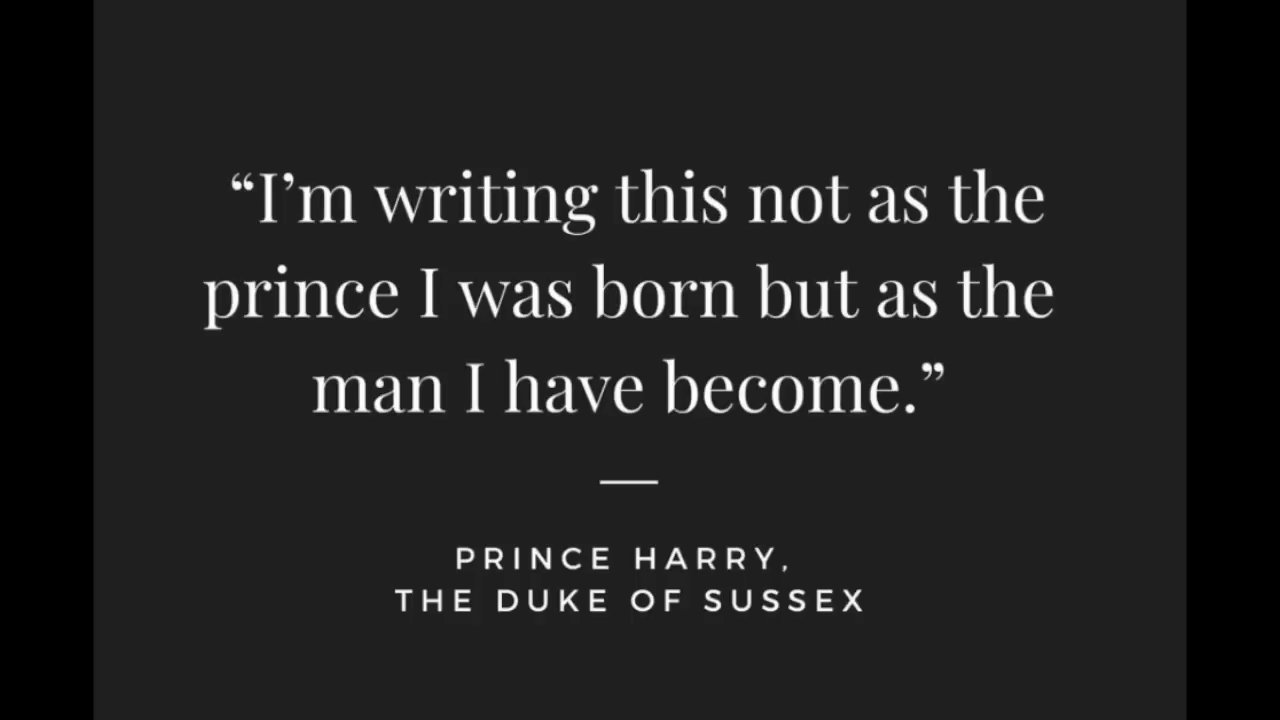 “I’m writing this not as the
prince I was born but as the
man I have become.”
PRINCE HARRY,
THE DUKE OF SUSSEX